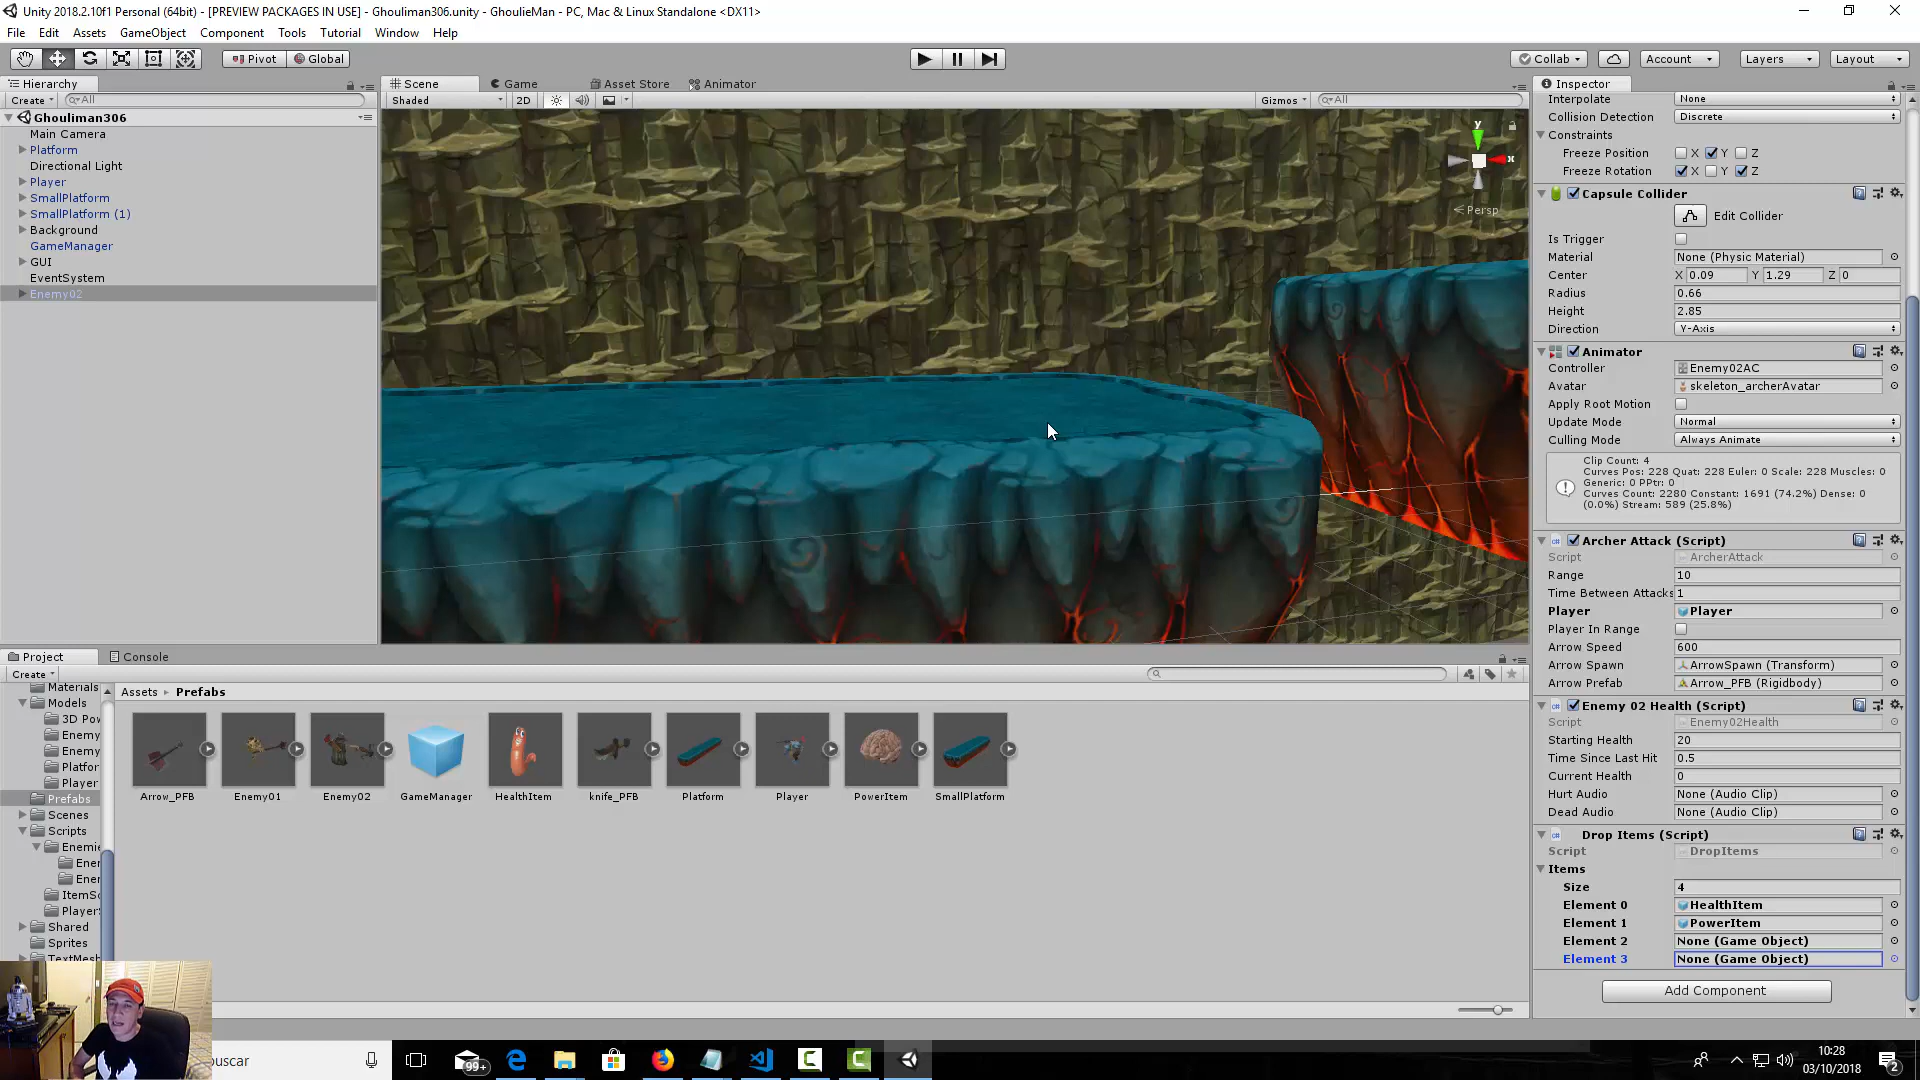 Unity 2018.2.10f1 Personal (64bit) - [PREVIEW PACKAGES IN USE] - Ghouliman306.unity - GhoulieMan - PC, Mac & Linux Standalone <DX11>
File Edit Assets GameObject Component Tools Tutorial Window Help
Pivot Global Collab Account Layers Layout
Hierarchy
Create All
Ghouliman306
Main Camera
Platform
Directional Light
Player
SmallPlatform
SmallPlatform (1)
Background
GameManager
GUI
EventSystem
Enemy02
Scene Game Asset Store Animator
Shaded 2D Gizmos All
y
x
Persp
Inspector
Interpolate None
Collision Detection Discrete
Constraints
Freeze Position X Y Z
Freeze Rotation X Y Z
Capsule Collider
Edit Collider
Is Trigger
Material None (Physic Material)
Center X 0.09 Y 1.29 Z 0
Radius 0.66
Height 2.85
Direction Y-Axis
Animator
Controller Enemy02AC
Avatar skeleton_archerAvatar
Apply Root Motion
Update Mode Normal
Culling Mode Always Animate
Clip Count: 4
Curves Pos: 228 Quat: 228 Euler: 0 Scale: 228 Muscles: 0
Generic: 0 PPtr: 0
Curves Count: 2280 Constant: 1691 (74.2%) Dense: 0
(0.0%) Stream: 589 (25.8%)
Archer Attack (Script)
Script ArcherAttack
Range 10
Time Between Attacks 1
Player Player
Player In Range
Arrow Speed 600
Arrow Spawn ArrowSpawn (Transform)
Arrow Prefab Arrow_PFB (Rigidbody)
Enemy 02 Health (Script)
Script Enemy02Health
Starting Health 20
Time Since Last Hit 0.5
Current Health 0
Hurt Audio None (Audio Clip)
Dead Audio None (Audio Clip)
Drop Items (Script)
Script DropItems
Items
Size 4
Element 0 HealthItem
Element 1 PowerItem
Element 2 None (Game Object)
Element 3 None (Game Object)
Add Component
Project Console
Create
Materials
Models
3D Pov
Enemy
Enemy
Platfor
Player
Prefabs
Scenes
Scripts
Enemie
Ener
Ener
ItemSc
Player
Shared
Sprites
TextMesh
Assets Prefabs
Arrow_PFB Enemy01 Enemy02 GameManager HealthItem knife_PFB Platform Player PowerItem SmallPlatform
buscar
99+
10:28
03/10/2018
2